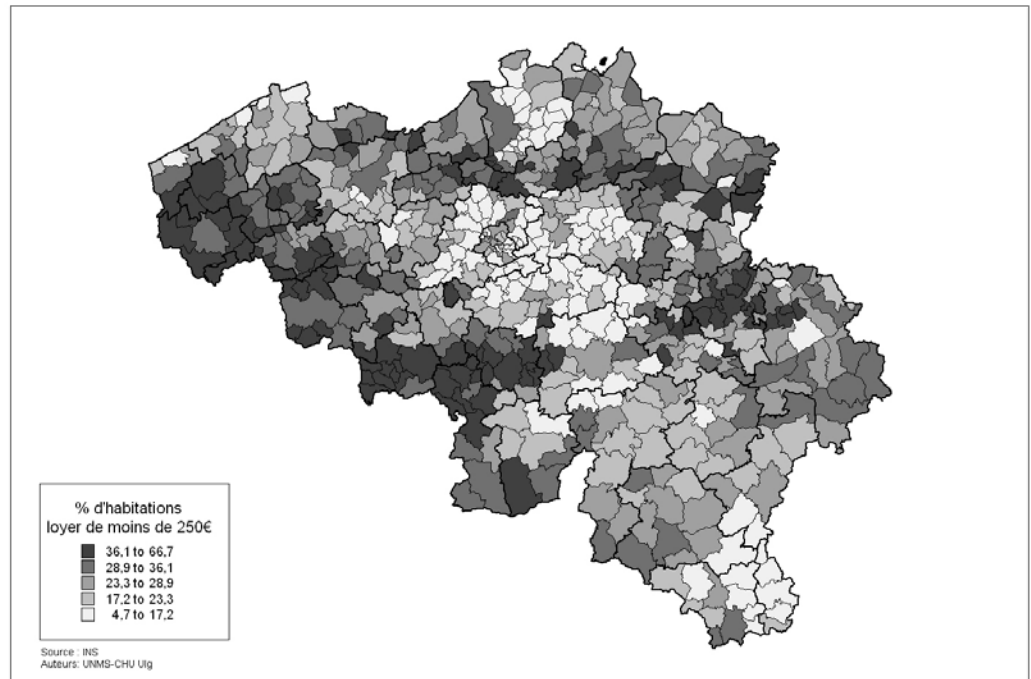 % d'habitations
loyer de moins de 250€
36,1 to 66,7
28,9 to 36,1
23,3 to 28,9
17,2 to 23,3
4,7 to 17,2
Source : INS
Auteurs: UNMS-CHU Ulg